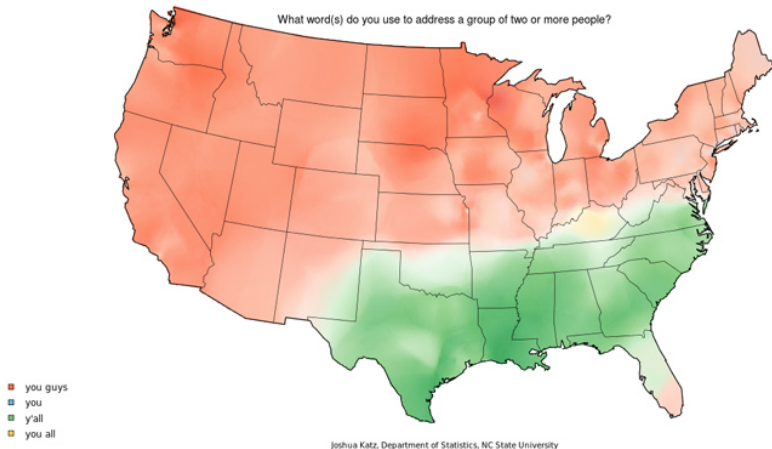 What word(s) do you use to address a group of two or more people?
you guys
you
y'all
you all
Joshua Katz, Department of Statistics, NC State University